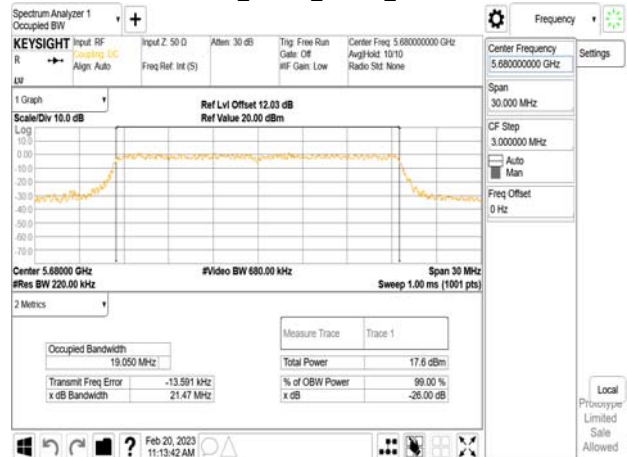 Spectrum Analyzer 1
Occupied BW
Frequency
KEYSIGHT
Input: RF
Coupling: DC
Align: Auto
R
LVI
Input Z: 50 Ω
Freq Ref: Int (S)
Atten: 30 dB
Trig: Free Run
Gate: Off
#IF Gain: Low
Center Freq: 5.680000000 GHz
Avg|Hold: 10/10
Radio Std: None
Center Frequency
5.680000000 GHz
Settings
Span
30.000 MHz
CF Step
3.000000 MHz
Auto
Man
Freq Offset
0 Hz
1 Graph
Scale/Div 10.0 dB
Ref Lvl Offset 12.03 dB
Ref Value 20.00 dBm
Log
10.0
0.00
-10.0
-20.0
-30.0
-40.0
-50.0
-60.0
-70.0
Center 5.68000 GHz
#Res BW 220.00 kHz
#Video BW 680.00 kHz
Span 30 MHz
Sweep 1.00 ms (1001 pts)
2 Metrics
Measure Trace
Trace 1
Occupied Bandwidth
19.050 MHz
Total Power
17.6 dBm
Transmit Freq Error
-13.591 kHz
% of OBW Power
99.00 %
x dB Bandwidth
21.47 MHz
x dB
-26.00 dB
Local
Prototype
Limited
Sale
Allowed
?
Feb 20, 2023
11:13:42 AM